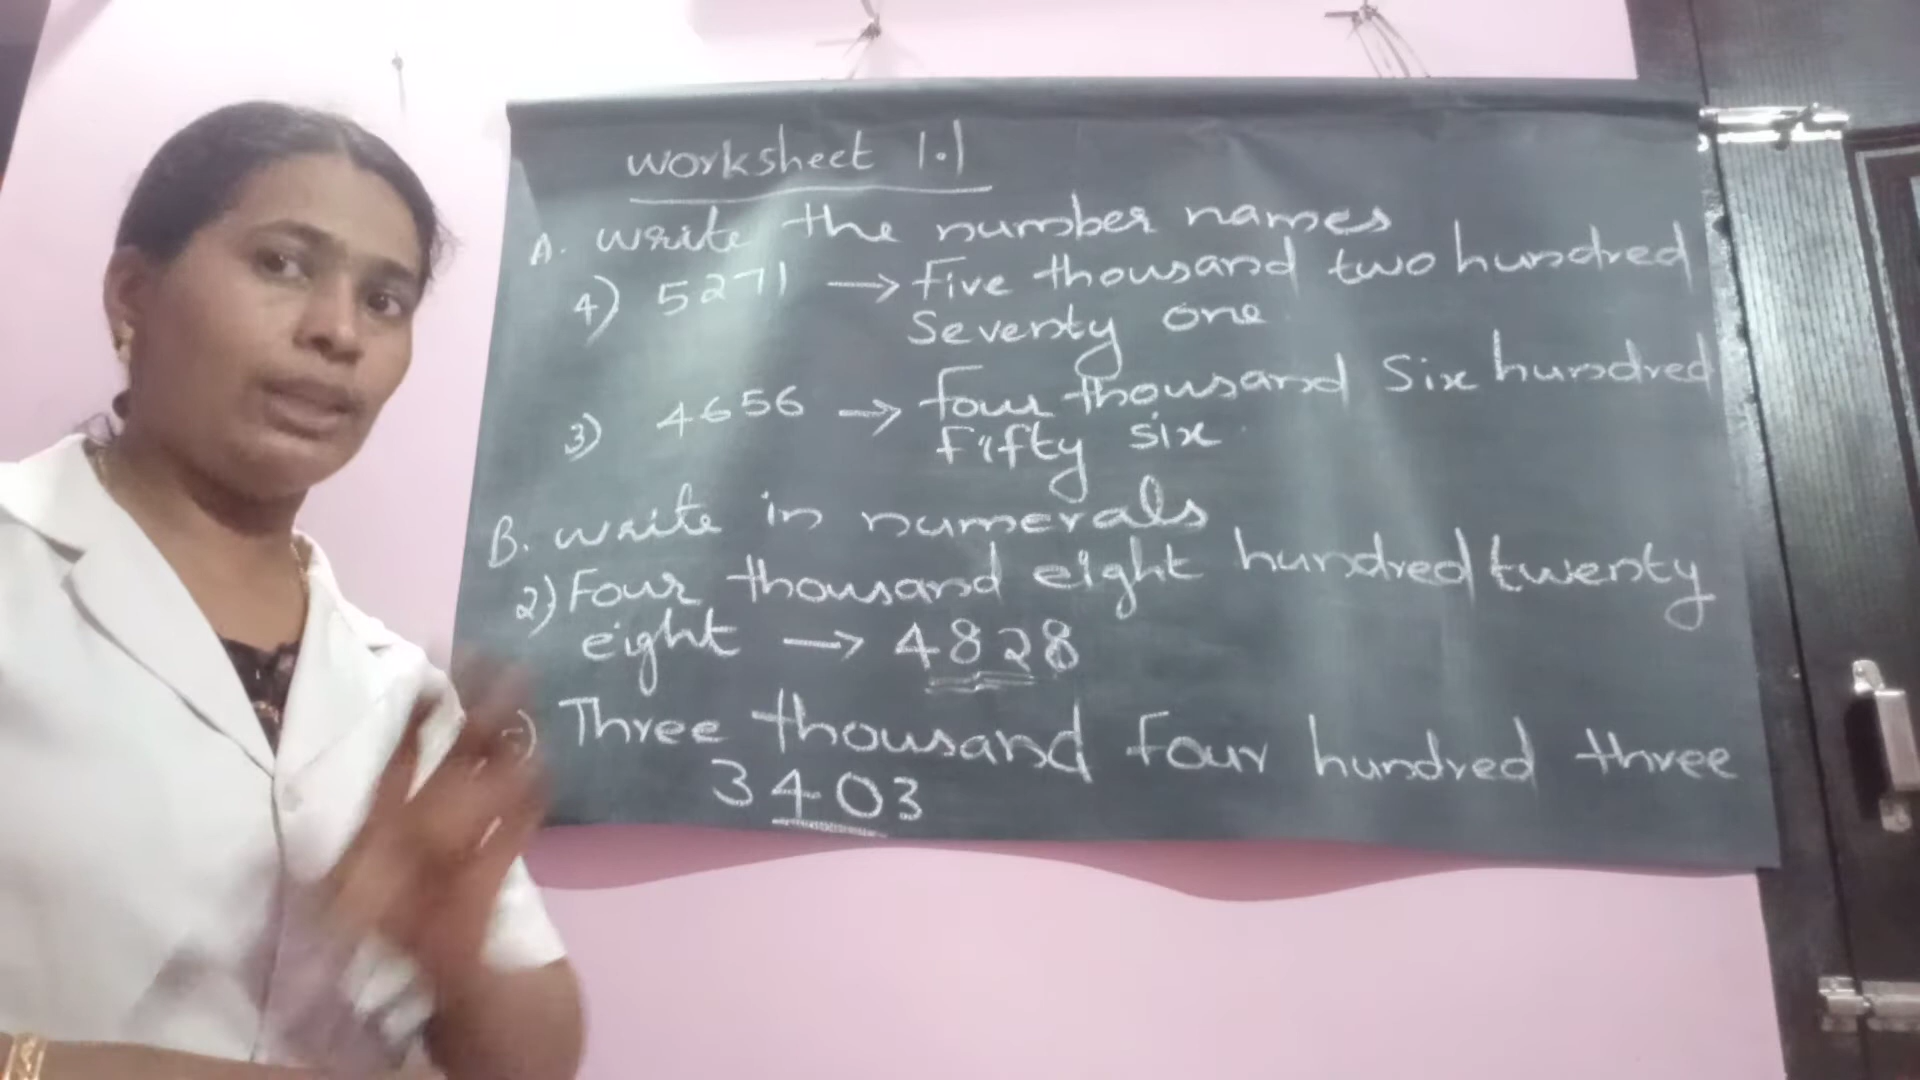 Worksheet 1.1
A. Write the number names
4) 5271 → Five thousand two hundred
Seventy one
3) 4656 → Four thousand Six hundred
Fifty six
B. Write in numerals
2) Four thousand eight hundred twenty
eight → 4828
Three thousand four hundred three
3403